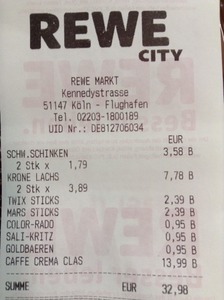 REWE
CITY
REWE MARKT
Kennedystrasse
51147 Köln - Flughafen
Tel. 02203-1800189
UID Nr.: DE812706034
EUR
SCHW.SCHINKEN 3,58 B
2 Stk x 1,79
KRONE LACHS 7,78 B
2 Stk x 3,89
TWIX STICKS 2,39 B
MARS STICKS 2,39 B
COLOR-RADO 0,95 B
SALI-KRITZ 0,95 B
GOLDBAEREN 0,95 B
CAFFE CREMA CLAS 13,99 B
SUMME EUR 32,98